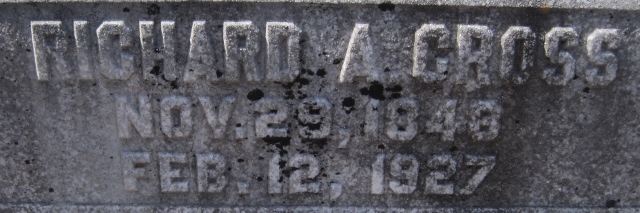 RICHARD A. GROSS
NOV. 29, 1848
FEB. 12, 1927